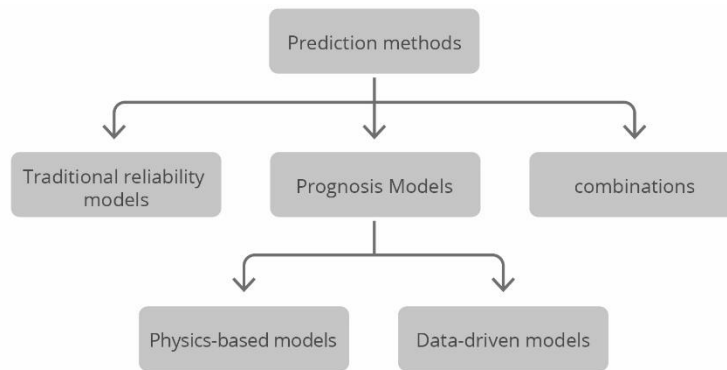 Prediction methods
Traditional reliability
models
Prognosis Models
combinations
Physics-based models
Data-driven models